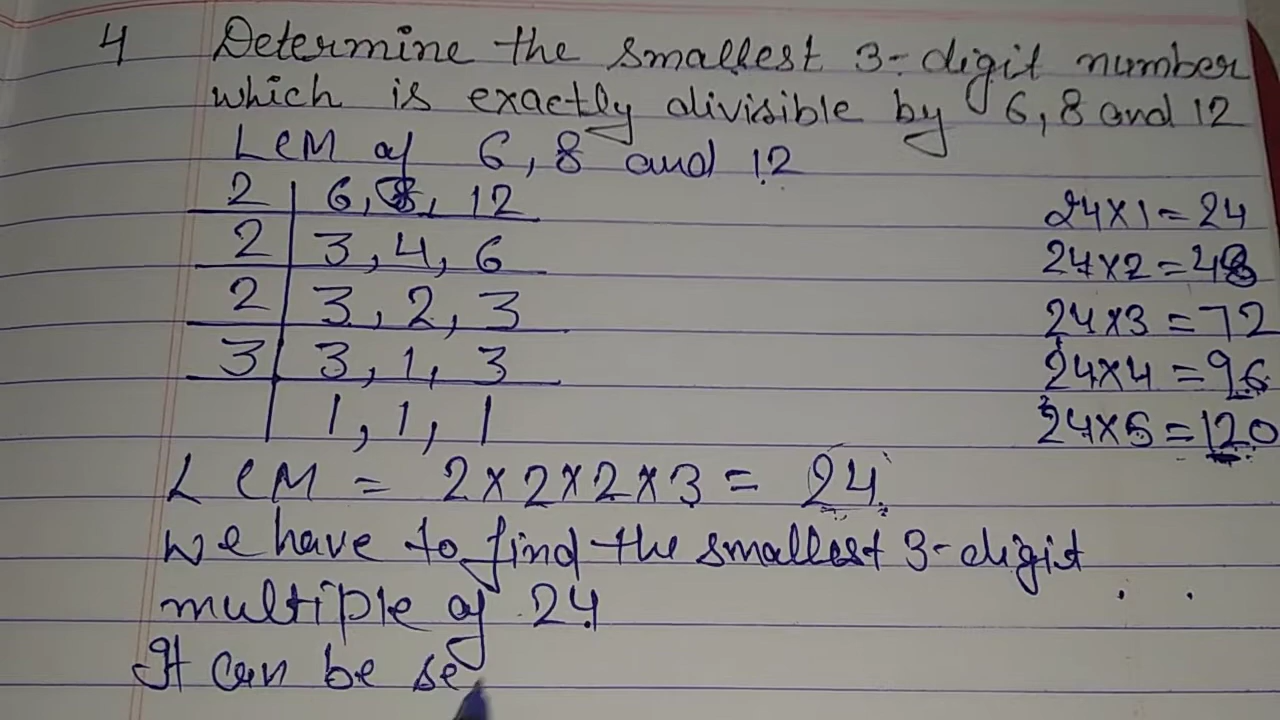 4 Determine the smallest 3-digit number
which is exactly divisible by 6, 8 and 12
LCM of 6, 8 and 12
2 | 6, 8, 12
2 | 3, 4, 6
2 | 3, 2, 3
3 | 3, 1, 3
| 1, 1, 1
24×1=24
24×2=48
24×3=72
24×4=96
24×5=120
LCM = 2×2×2×3 = 24
we have to find the smallest 3-digit
multiple of 24
It can be se